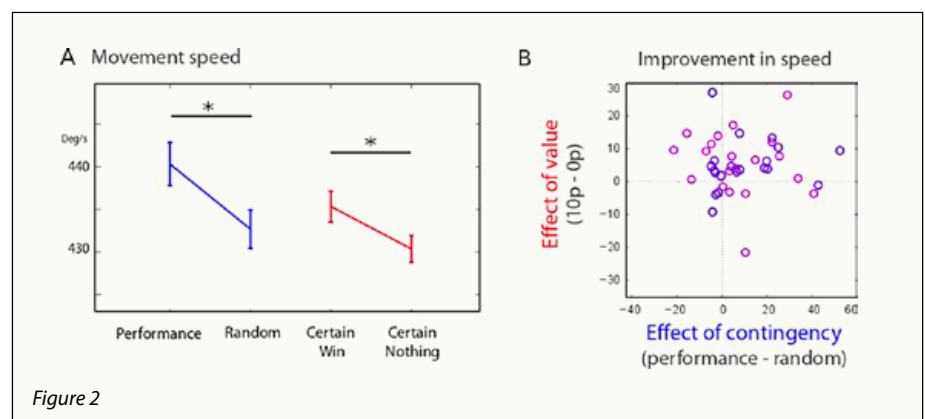 A Movement speed
*
*
Deg/s
440
430
Performance Random Certain Win Certain Nothing
B Improvement in speed
30
20
10
0
−10
−20
−30
−40 −20 0 20 40 60
Effect of value
(10p - 0p)
Effect of contingency
(performance - random)
Figure 2